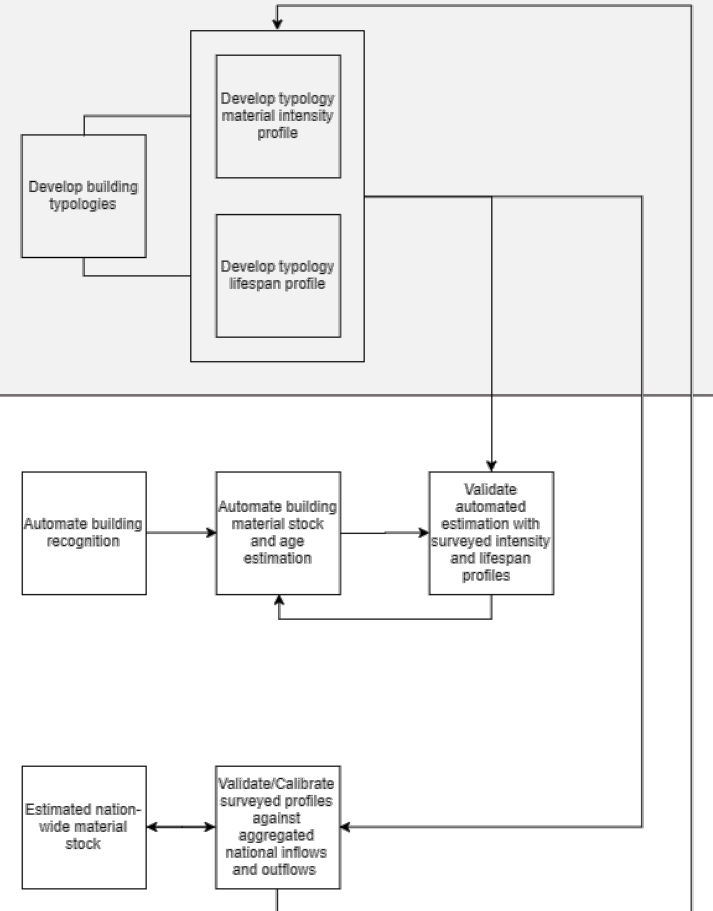 Develop typology
material intensity
profile
Develop building
typologies
Develop typology
lifespan profile
Automate building
recognition
Automate building
material stock
and age
estimation
Validate
automated
estimation with
surveyed intensity
and lifespan
profiles
Estimated nation-
wide material
stock
Validate/Calibrate
surveyed profiles
against
aggregated
national inflows
and outflows